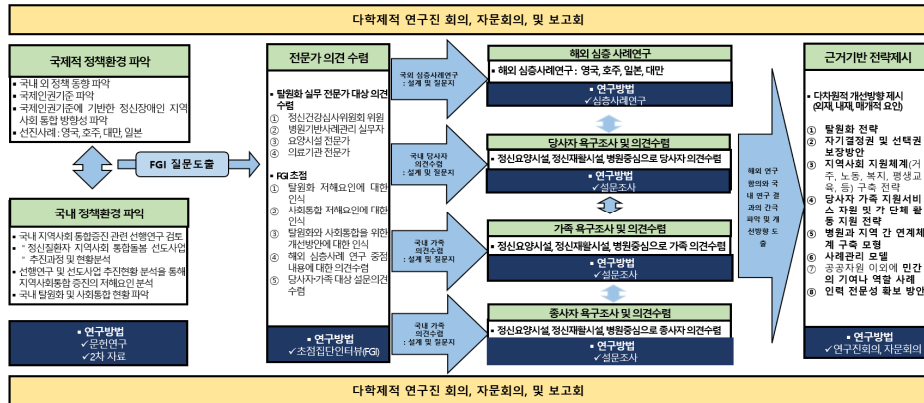 다학제적 연구진 회의, 자문회의, 및 보고회
국제적 정책환경 파악
▪ 국내 외 정책 동향 파악
▪ 국제인권기준 파악
▪ 국제인권기준에 기반한 정신장애인 지역
사회 통합 방향성 파악
▪ 선진사례 : 영국, 호주, 대만, 일본
FGI 질문도출
국내 정책환경 파악
▪ 국내 지역사회 통합증진 관련 선행연구 검토
▪ "정신질환자 지역사회 통합돌봄 선도사업
" 추진과정 및 현황분석
▪ 선행연구 및 선도사업 추진현황 분석을 통해
지역사회통합 증진의 저해요인 분석
▪ 국내 탈원화 및 사회통합 현황 파악
▪ 연구방법
✓문헌연구
✓2차 자료
전문가 의견 수렴
▪ 탈원화 실무 전문가 대상 의견
수렴
① 정신건강심사위원회 위원
② 병원기반사례관리 실무자
③ 요양시설 전문가
④ 의료기관 전문가
▪ FGI 초점
① 탈원화 저해요인에 대한
인식
② 사회통합 저해요인에 대한
인식
③ 탈원화와 사회통합을 위한
개선방안에 대한 인식
④ 해외 심층사례 연구 중점
내용에 대한 의견수렴
⑤ 당사자·가족 대상 설문의견
수렴
▪ 연구방법
✓초점집단인터뷰(FGI)
국외 심층사례연구
: 설계 및 질문지
국내 당사자
의견수렴
: 설계 및 질문지
국내 가족
의견수렴
: 설계 및 질문지
국내 가족
의견수렴
: 설계 및 질문지
해외 심층 사례연구
▪ 해외 심층사례연구 : 영국, 호주, 일본, 대만
▪ 연구방법
✓심층사례연구
당사자 욕구조사 및 의견수렴
▪ 정신요양시설, 정신재활시설, 병원중심으로 당사자 의견수렴
▪ 연구방법
✓설문조사
가족 욕구조사 및 의견수렴
▪ 정신요양시설, 정신재활시설, 병원중심으로 가족 의견수렴
▪ 연구방법
✓설문조사
종사자 욕구조사 및 의견수렴
▪ 정신요양시설, 정신재활시설, 병원중심으로 종사자 의견수렴
▪ 연구방법
✓설문조사
해외 연구
함의와 국
내 연구 결
과의 간극
파악 및 개
선방향 도
출
근거기반 전략제시
▪ 다차원적 개선방향 제시
(외재, 내재, 매개적 요인)
① 탈원화 전략
② 자기결정권 및 선택권
보장방안
③ 지역사회 지원체계(거
주, 노동, 복지, 평생교
육, 등) 구축 전략
④ 당사자 가족 지원서비
스 자원 및 각 단체 활
동 지원 전략
⑤ 병원과 지역 간 연계체
계 구축 모형
⑥ 사례관리 모델
⑦ 공공자원 이외에 민간
의 기여나 역할 사례
⑧ 인력 전문성 확보 방안
▪ 연구방법
✓연구진회의, 자문회의
다학제적 연구진 회의, 자문회의, 및 보고회